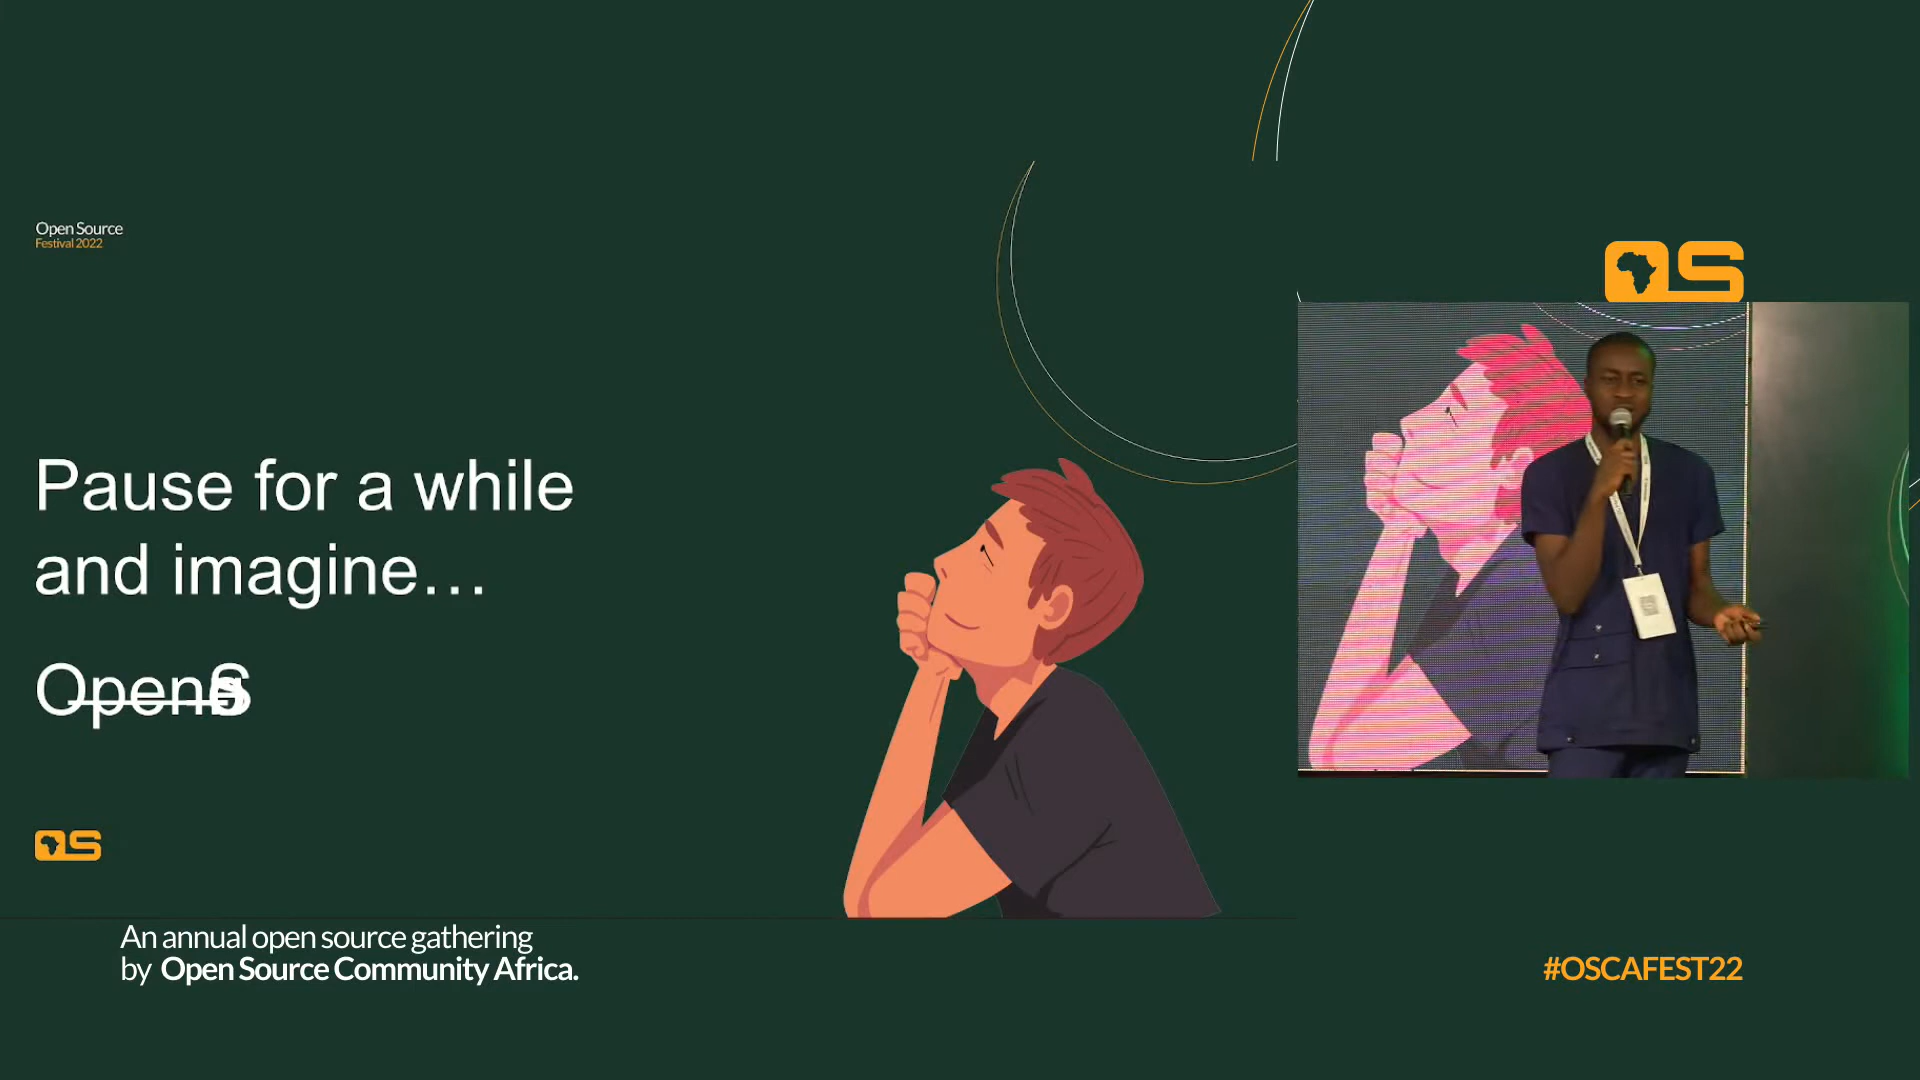 Open Source
Festival 2022
Pause for a while
and imagine…
Open
An annual open source gathering
by Open Source Community Africa.
#OSCAFEST22